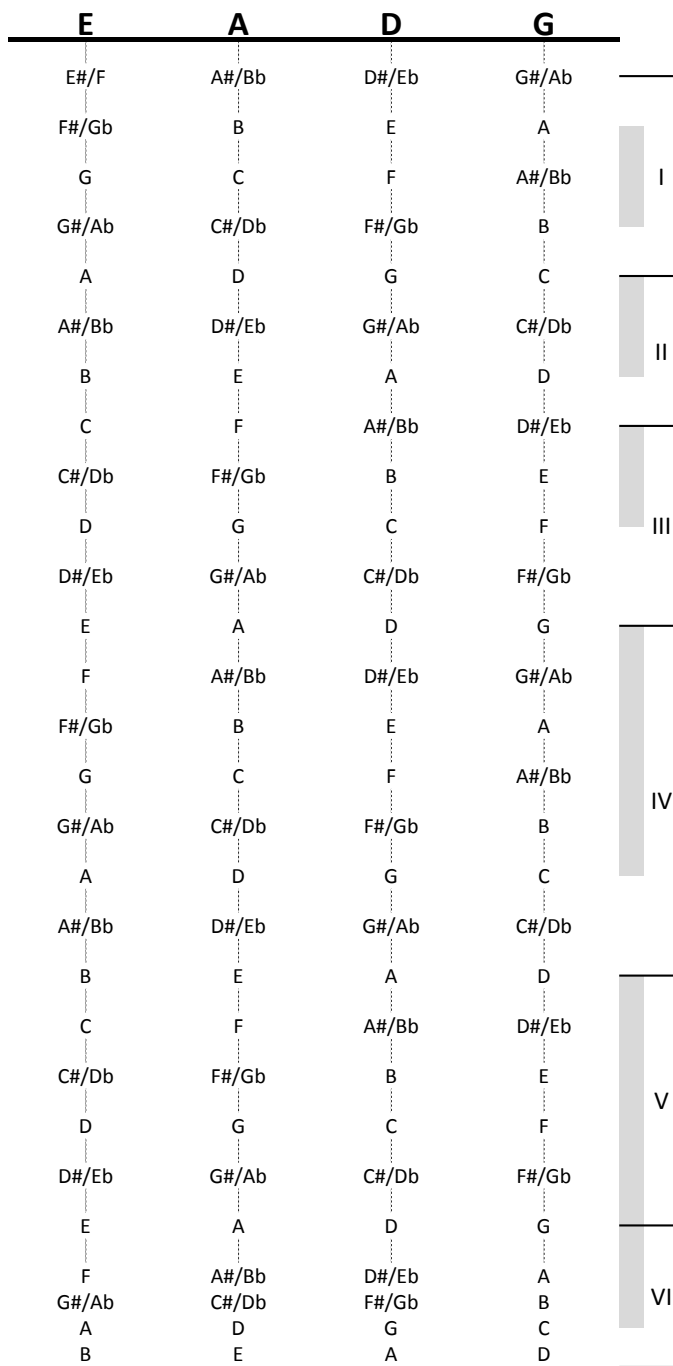 E A D G
E#/F A#/Bb D#/Eb G#/Ab
F#/Gb B E A
G C F A#/Bb I
G#/Ab C#/Db F#/Gb B
A D G C
A#/Bb D#/Eb G#/Ab C#/Db
II
B E A D
C F A#/Bb D#/Eb
C#/Db F#/Gb B E
D G C F III
D#/Eb G#/Ab C#/Db F#/Gb
E A D G
F A#/Bb D#/Eb G#/Ab
F#/Gb B E A
G C F A#/Bb
IV
G#/Ab C#/Db F#/Gb B
A D G C
A#/Bb D#/Eb G#/Ab C#/Db
B E A D
C F A#/Bb D#/Eb
C#/Db F#/Gb B E
V
D G C F
D#/Eb G#/Ab C#/Db F#/Gb
E A D G
F A#/Bb D#/Eb A
G#/Ab C#/Db F#/Gb B VI
A D G C
B E A D